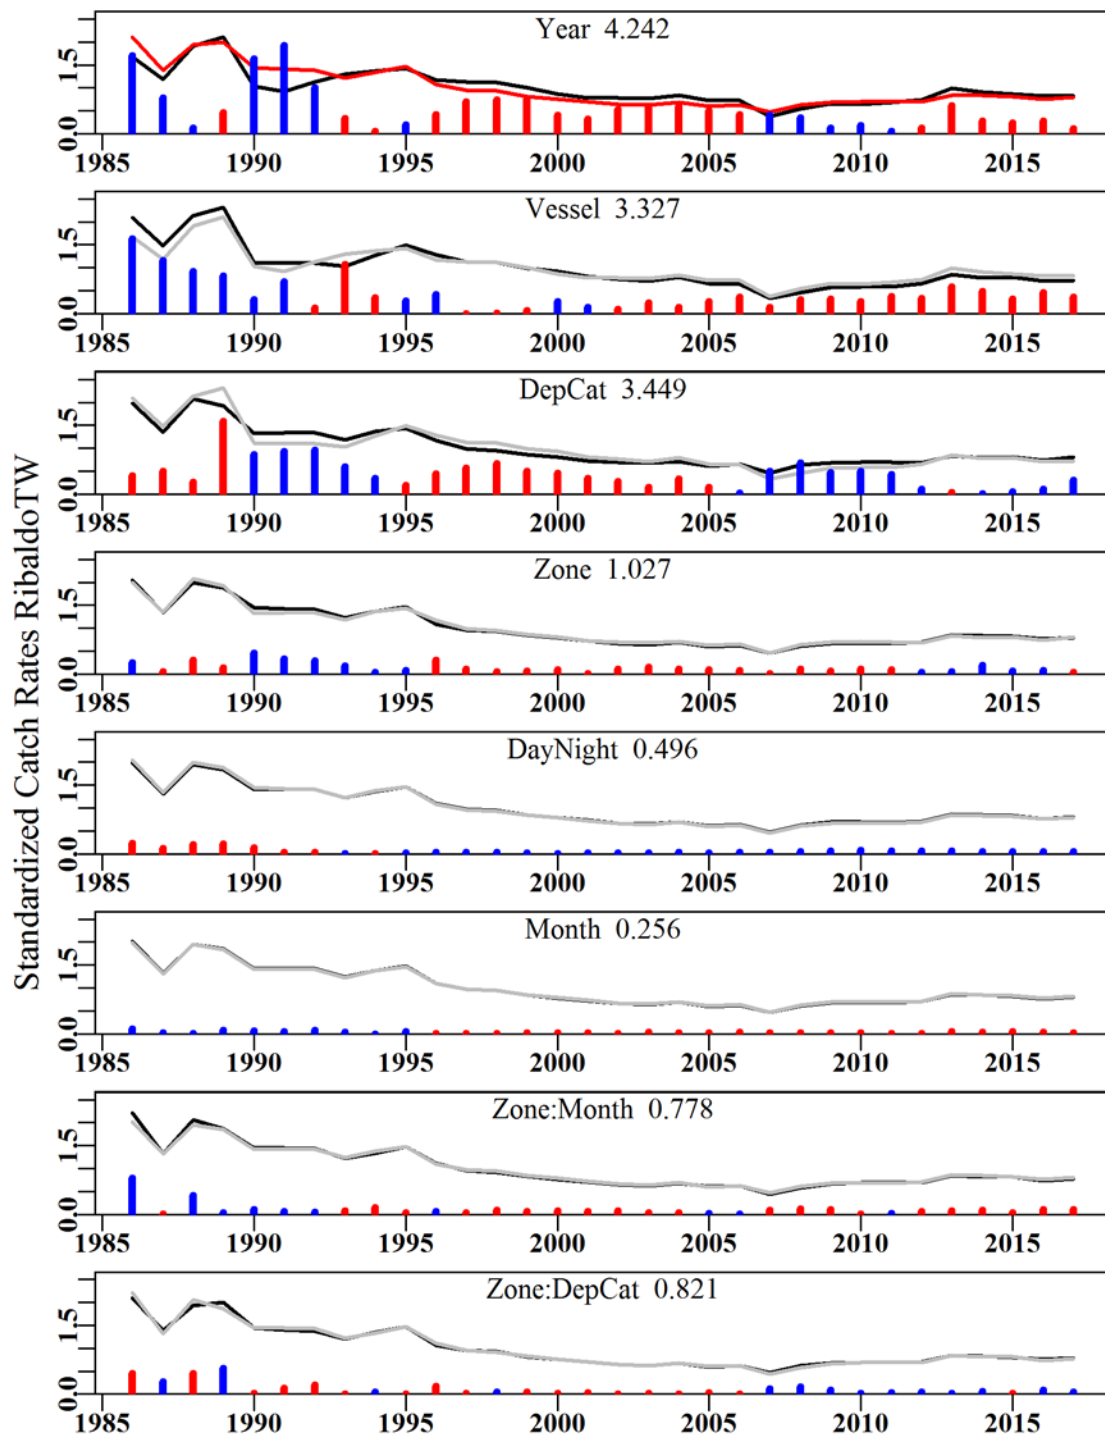 Standardized Catch Rates RibaldoTW
Year 4.242
0.0 1.5
1985 1990 1995 2000 2005 2010 2015
Vessel 3.327
0.0 1.5
1985 1990 1995 2000 2005 2010 2015
DepCat 3.449
0.0 1.5
1985 1990 1995 2000 2005 2010 2015
Zone 1.027
0.0 1.5
1985 1990 1995 2000 2005 2010 2015
DayNight 0.496
0.0 1.5
1985 1990 1995 2000 2005 2010 2015
Month 0.256
0.0 1.5
1985 1990 1995 2000 2005 2010 2015
Zone:Month 0.778
0.0 1.5
1985 1990 1995 2000 2005 2010 2015
Zone:DepCat 0.821
0.0 1.5
1985 1990 1995 2000 2005 2010 2015